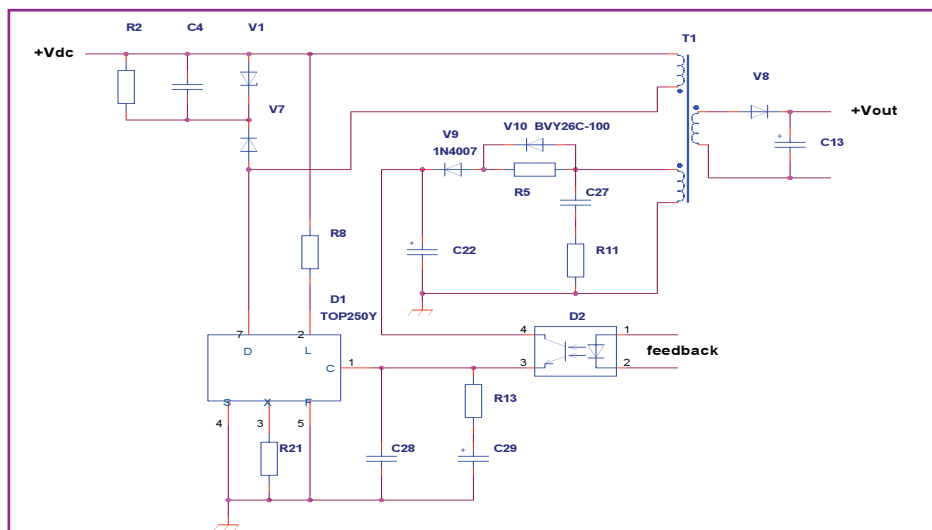 R2 C4 V1
T1
+Vdc
V8
V7
+Vout
V10 BVY26C-100
V9
1N4007
C13
R5 C27
R8
R11
C22
D1
TOP250Y
D2
7 2 4 1
D L
feedback
C 1 3 2
S X F
R13
4 3 5
R21 C28 C29
+
+
+